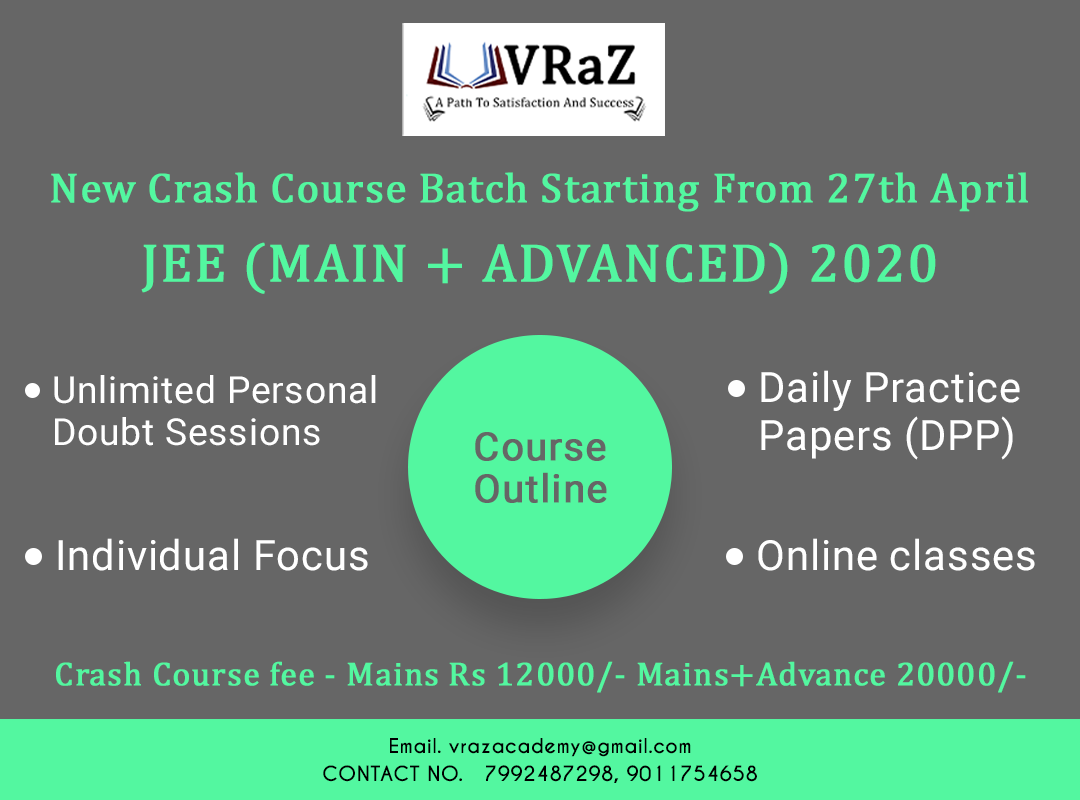 VRaZ
A Path To Satisfaction And Success
New Crash Course Batch Starting From 27th April
JEE (MAIN + ADVANCED) 2020
Unlimited Personal
Doubt Sessions
Individual Focus
Course
Outline
Daily Practice
Papers (DPP)
Online classes
Crash Course fee - Mains Rs 12000/- Mains+Advance 20000/-
Email. vrazacademy@gmail.com
CONTACT NO. 7992487298, 9011754658